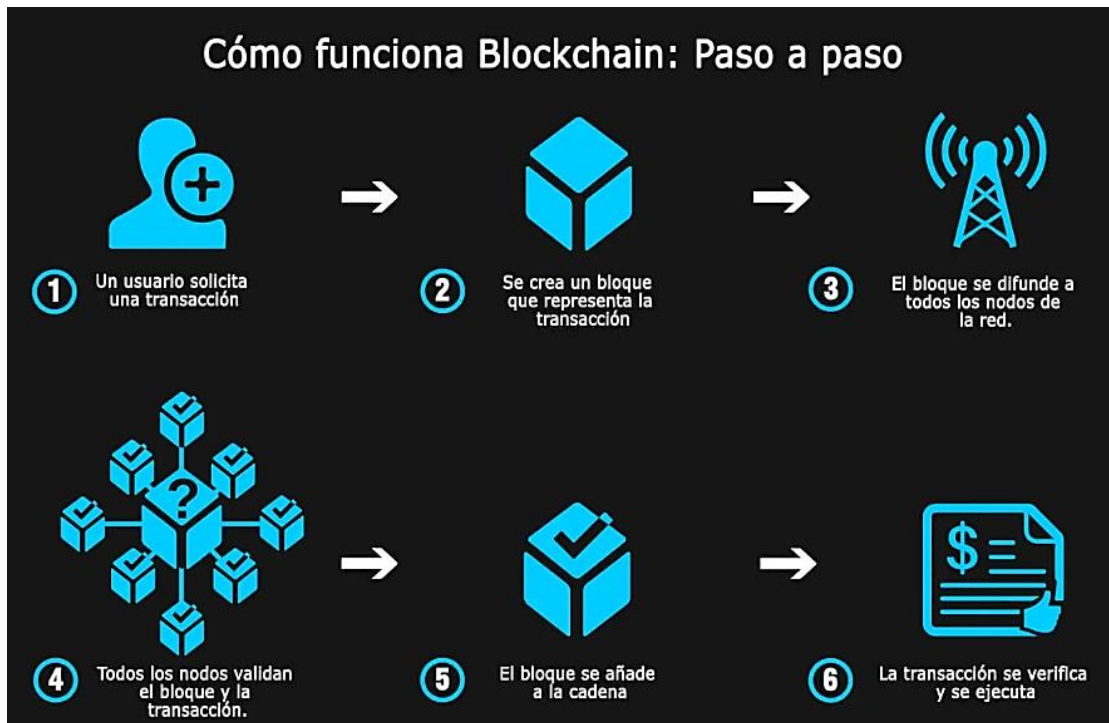 Cómo funciona Blockchain: Paso a paso
1
Un usuario solicita
una transacción
2
Se crea un bloque
que representa la
transacción
3
El bloque se difunde a
todos los nodos de
la red.
?
4
Todos los nodos validan
el bloque y la
transacción.
5
El bloque se añade
a la cadena
$
6
La transacción se verifica
y se ejecuta